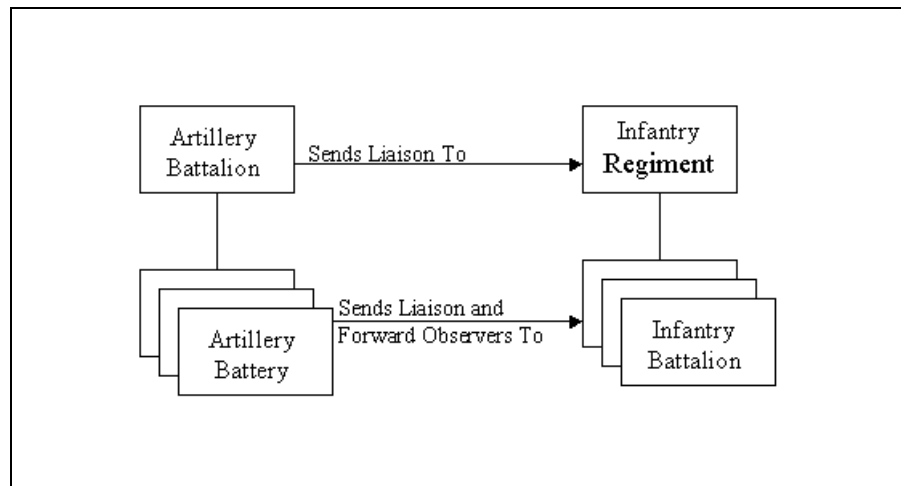 Artillery
Battalion
Sends Liaison To
Infantry
Regiment
Artillery
Battery
Sends Liaison and
Forward Observers To
Infantry
Battalion